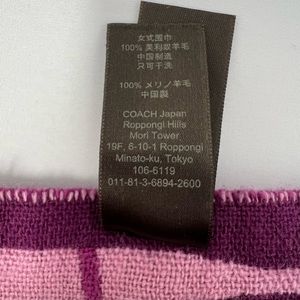 女式围巾
100% 美利奴羊毛
中国制造
只可干洗
100% メリノ羊毛
中国製
COACH Japan
Roppongi Hills
Mori Tower
19F, 6-10-1 Roppongi
Minato-ku, Tokyo
106-6119
011-81-3-6894-2600